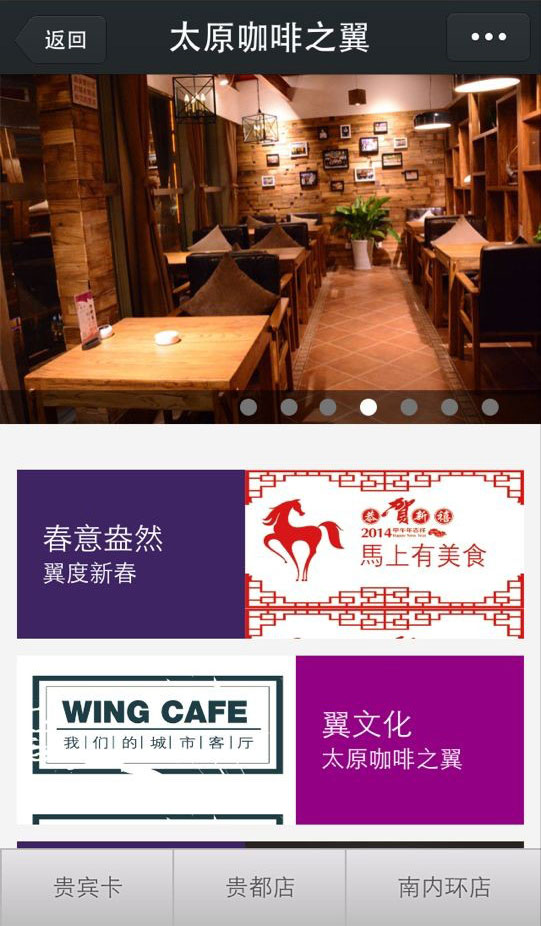 返回
太原咖啡之翼
春意盎然
翼度新春
恭贺新禧
2014 甲午年吉祥
Happy New Year
馬上有美食
WING CAFE
我们的城市客厅
翼文化
太原咖啡之翼
贵宾卡
贵都店
南内环店